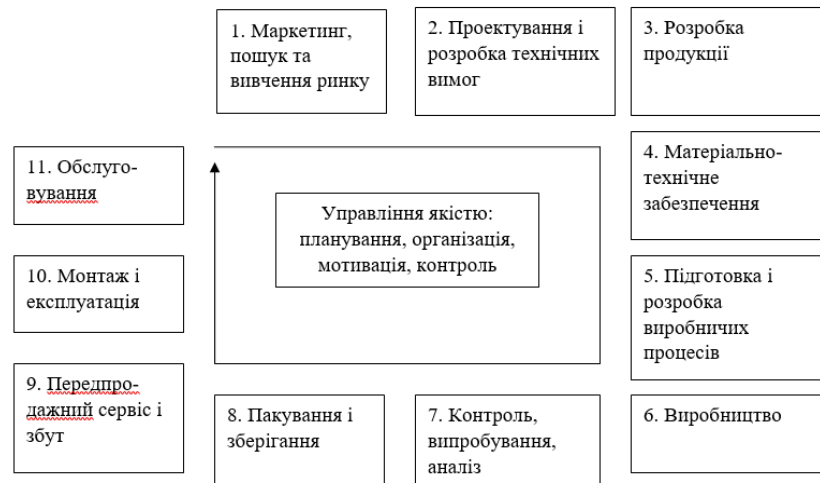 1. Маркетинг,
пошук та
вивчення ринку
2. Проектування і
розробка технічних
вимог
3. Розробка
продукції
4. Матеріально-
технічне
забезпечення
5. Підготовка і
розробка
виробничих
процесів
6. Виробництво
7. Контроль,
випробування,
аналіз
8. Пакування і
зберігання
9. Передпро-
дажний сервіс і
збут
10. Монтаж і
експлуатація
11. Обслуго-
вування
Управління якістю:
планування, організація,
мотивація, контроль